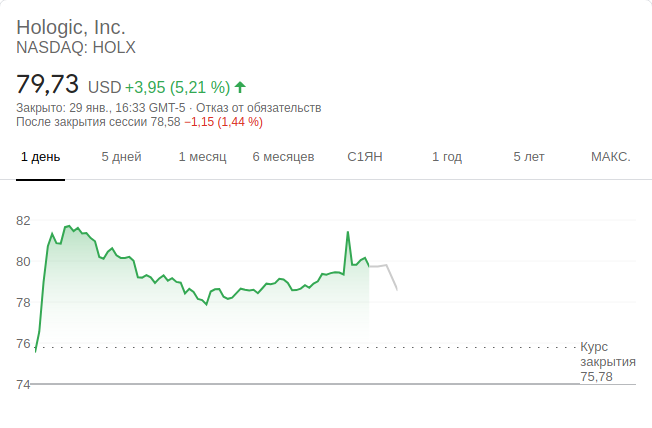 Hologic, Inc.
NASDAQ: HOLX
79,73 USD +3,95 (5,21 %)
Закрыто: 29 янв., 16:33 GMT-5 · Отказ от обязательств
После закрытия сессии 78,58 −1,15 (1,44 %)
1 день 5 дней 1 месяц 6 месяцев С1ЯН 1 год 5 лет МАКС.
82
80
78
76
Курс
закрытия
75,78
74